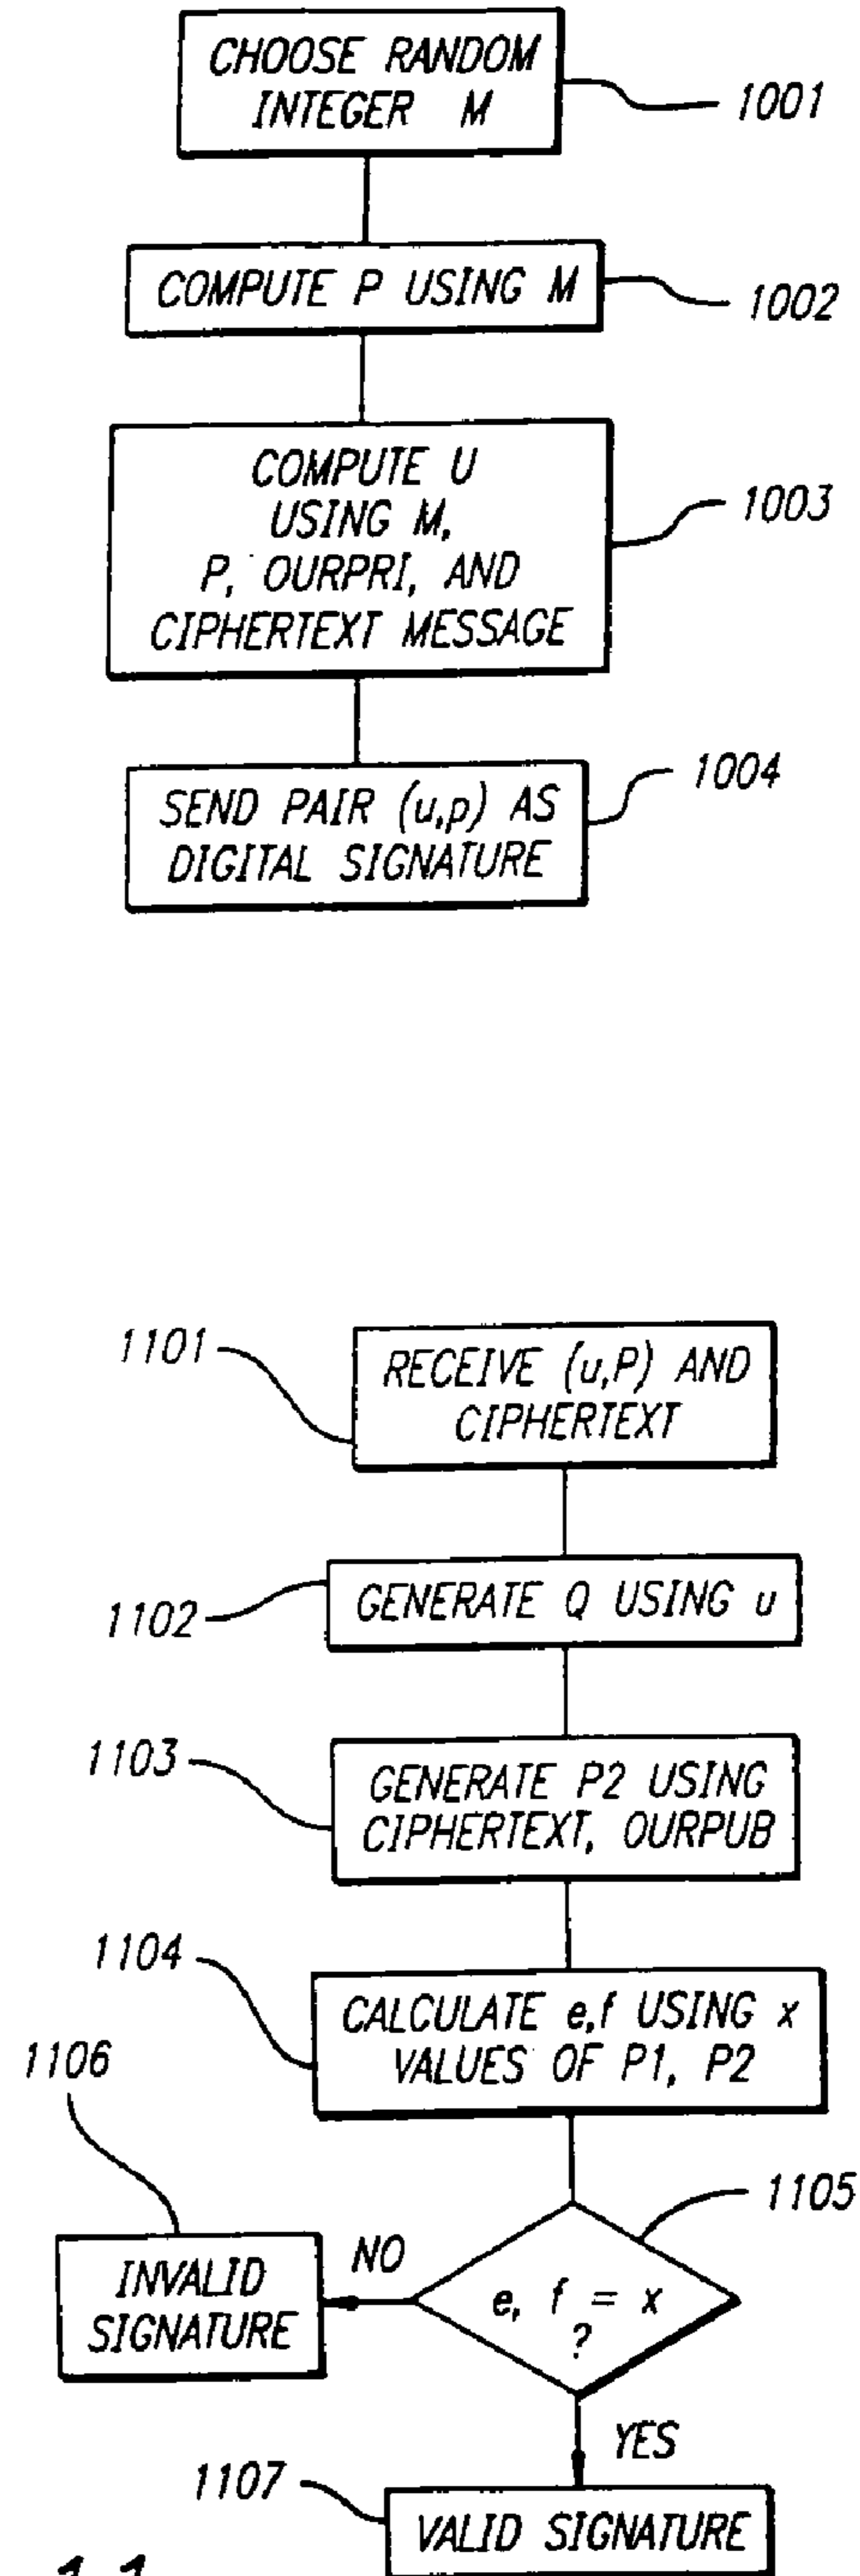 CHOOSE RANDOM
INTEGER M
1001
COMPUTE P USING M
1002
COMPUTE U
USING M,
P, OURPRI, AND
CIPHERTEXT MESSAGE
1003
SEND PAIR (u,p) AS
DIGITAL SIGNATURE
1004
1101
RECEIVE (u,P) AND
CIPHERTEXT
1102
GENERATE Q USING u
1103
GENERATE P2 USING
CIPHERTEXT, OURPUB
1104
CALCULATE e,f USING x
VALUES OF P1, P2
1106
1105
INVALID
SIGNATURE
NO
e, f = x
?
YES
1107
VALID SIGNATURE